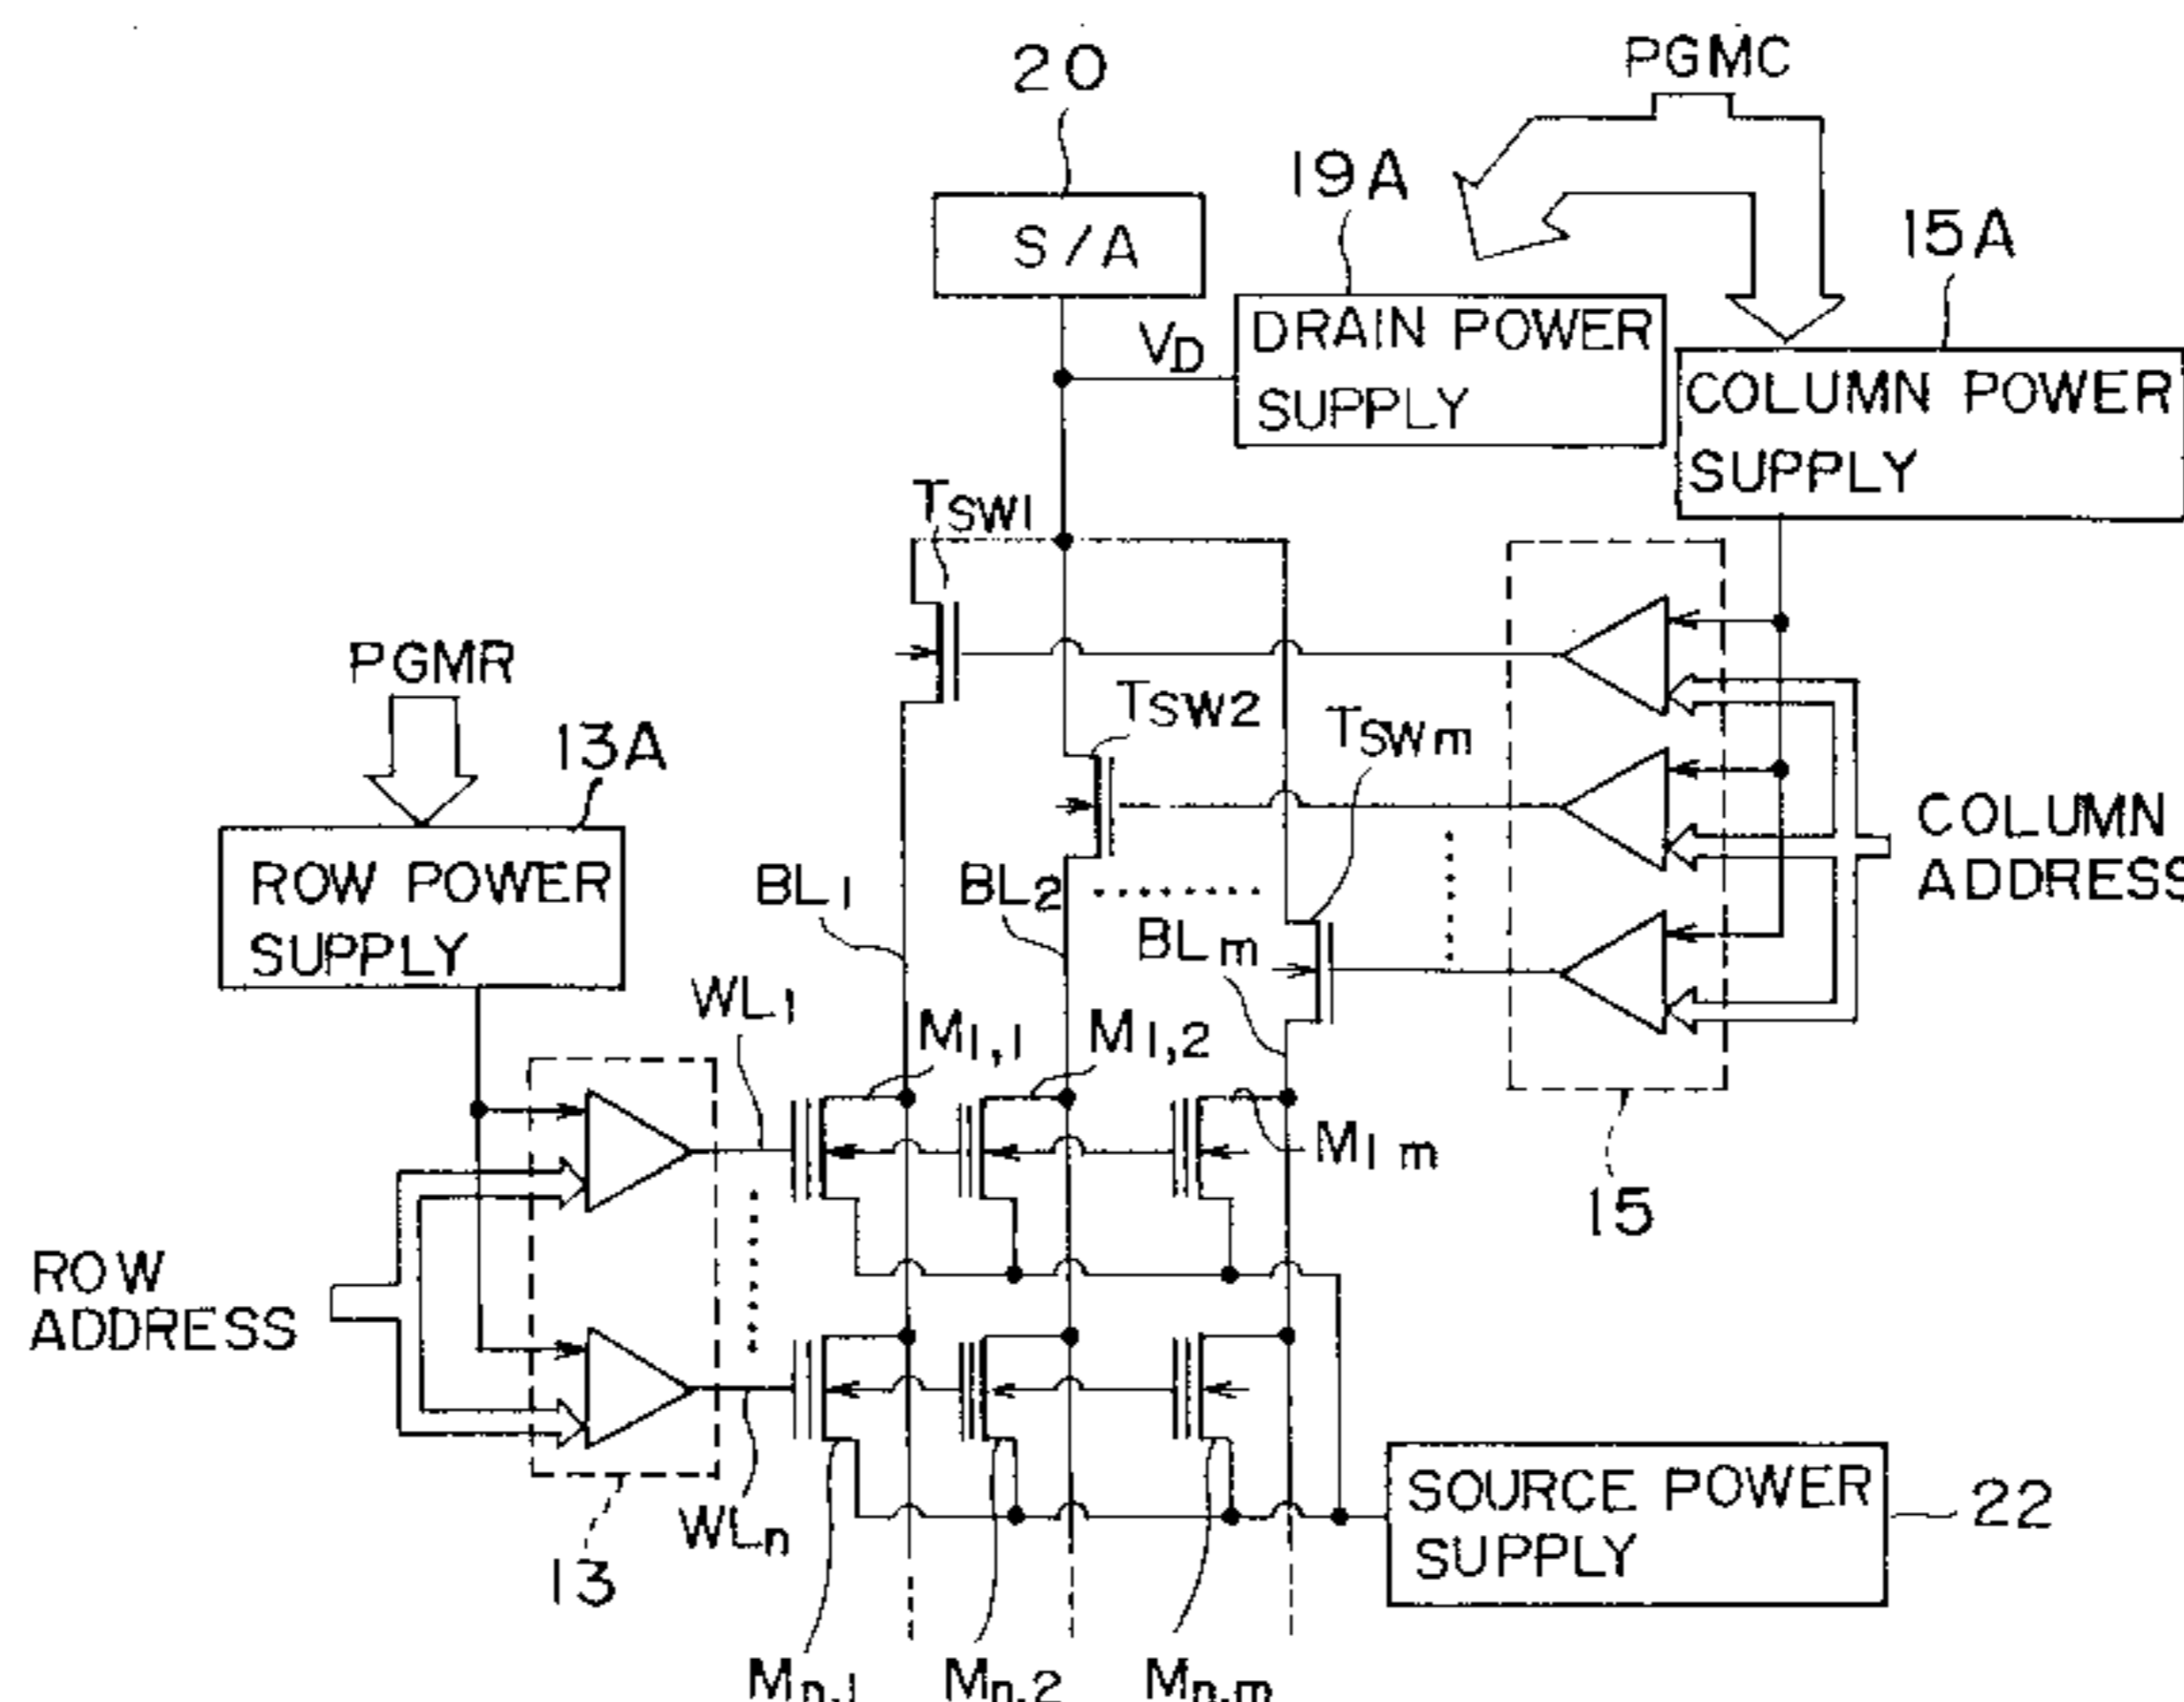 20
PGMC
19A
S/A
15A
VD
DRAIN POWER
SUPPLY
COLUMN POWER
SUPPLY
TSW1
PGMR
TSW2
TSWm
13A
COLUMN
ADDRESS
ROW POWER
SUPPLY
BL1
BL2
BLm
WL1
M1,1
M1,2
M1m
15
ROW
ADDRESS
SOURCE POWER
SUPPLY
22
WLn
13
Mn,1
Mn,2
Mn,m